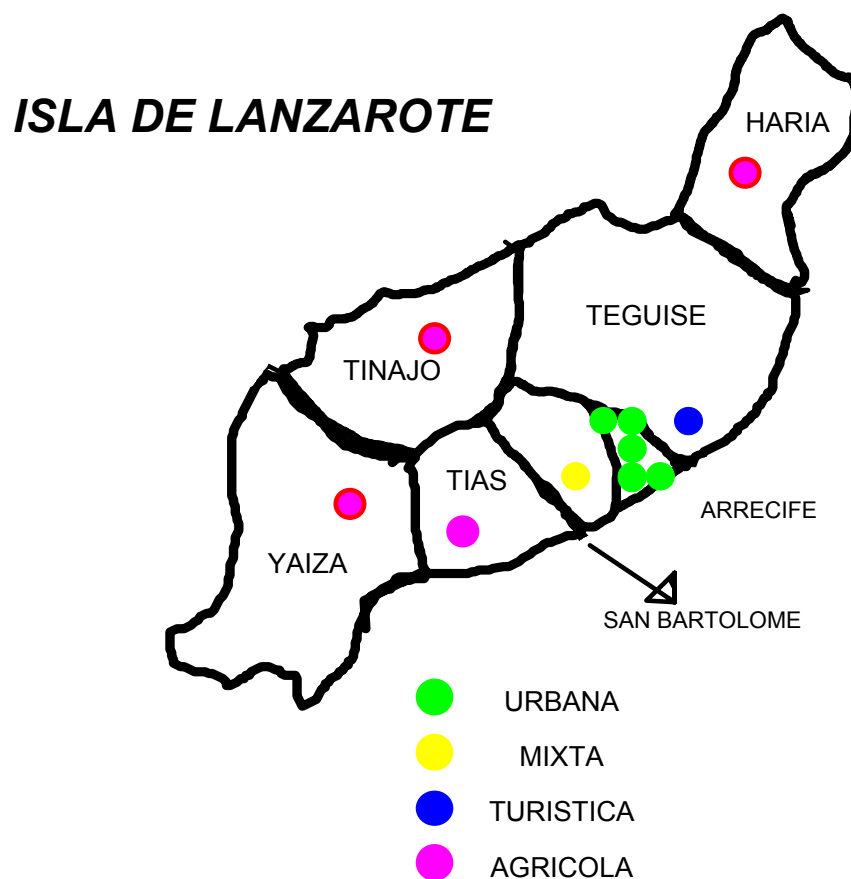 ISLA DE LANZAROTE
HARIA
TEGUISE
TINAJO
TIAS
ARRECIFE
YAIZA
SAN BARTOLOME
URBANA
MIXTA
TURISTICA
AGRICOLA